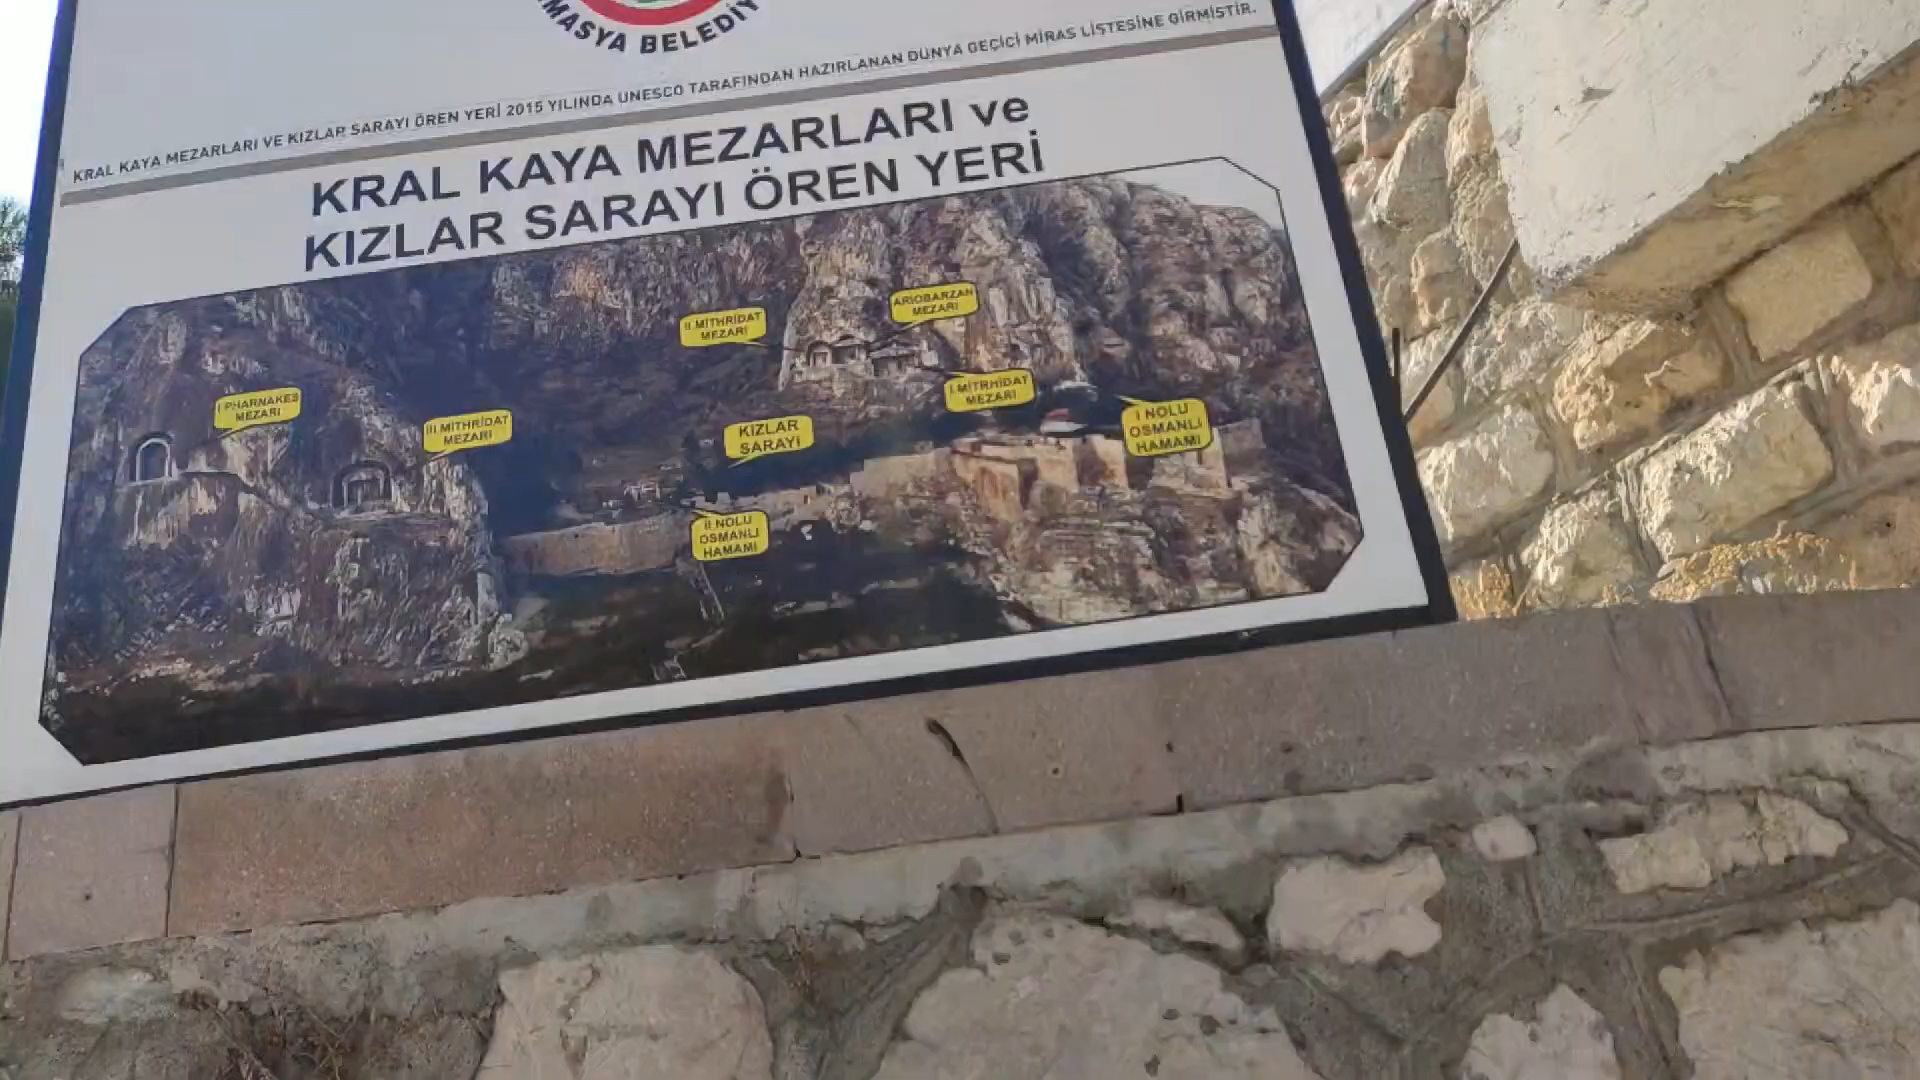 AMASYA BELEDİY
KRAL KAYA MEZARLARI VE KIZLAR SARAYI ÖREN YERİ 2015 YILINDA UNESCO TARAFINDAN HAZIRLANAN DÜNYA GEÇİCİ MİRAS LİSTESİNE GİRMİŞTİR.
KRAL KAYA MEZARLARI ve
KIZLAR SARAYI ÖREN YERİ
II MİTHRİDAT
MEZARI
ARİOBARZAN
MEZARI
I PHARNAKES
MEZARI
III MİTHRİDAT
MEZARI
KIZLAR
SARAYI
I MİTRHİDAT
MEZARI
I NOLU
OSMANLI
HAMAMI
II NOLU
OSMANLI
HAMAMI